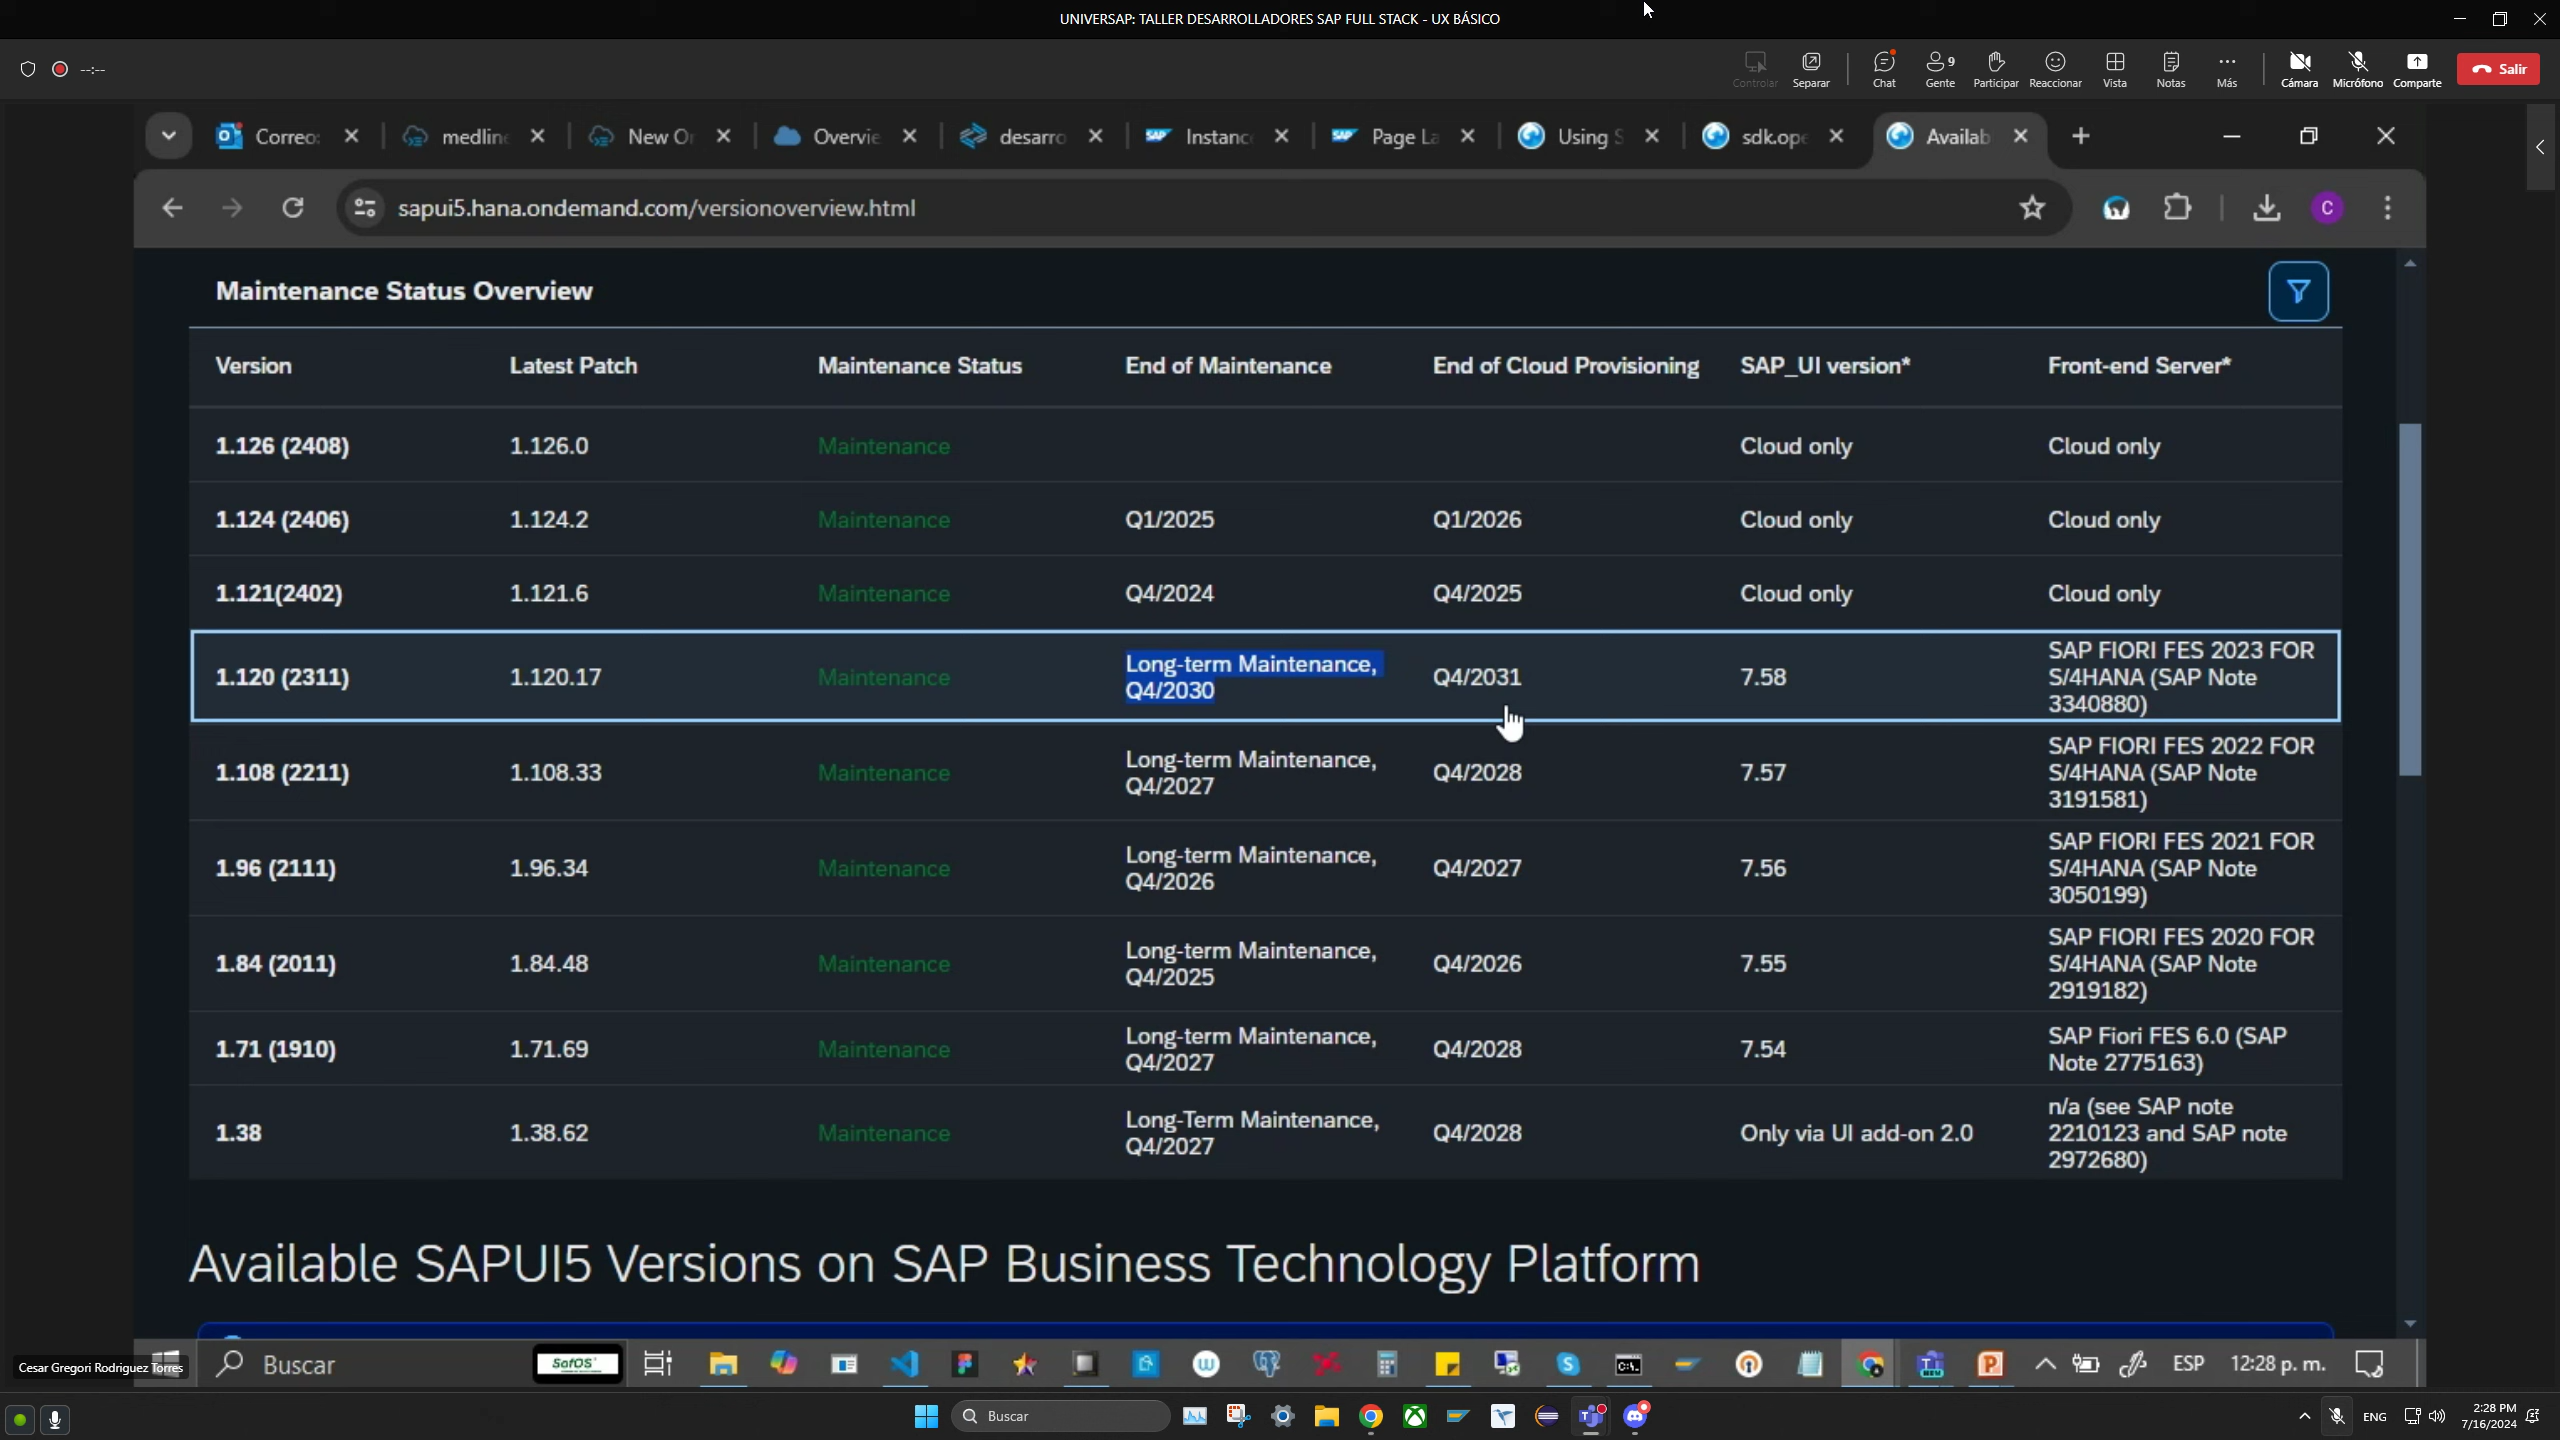 UNIVERSAP: TALLER DESARROLLADORES SAP FULL STACK - UX BÁSICO
--:--
Controlar Separar Chat Gente 9 Participar Reaccionar Vista Notas Más Cámara Micrófono Comparte Salir
Correo: medline New Or Overvie desarro Instanc Page La Using S sdk.ope Availab
sapui5.hana.ondemand.com/versionoverview.html C
Maintenance Status Overview
Version Latest Patch Maintenance Status End of Maintenance End of Cloud Provisioning SAP_UI version* Front-end Server*
1.126 (2408) 1.126.0 Maintenance Cloud only Cloud only
1.124 (2406) 1.124.2 Maintenance Q1/2025 Q1/2026 Cloud only Cloud only
1.121(2402) 1.121.6 Maintenance Q4/2024 Q4/2025 Cloud only Cloud only
1.120 (2311) 1.120.17 Maintenance Long-term Maintenance, Q4/2031 7.58 SAP FIORI FES 2023 FOR
Q4/2030 S/4HANA (SAP Note
3340880)
1.108 (2211) 1.108.33 Maintenance Long-term Maintenance, Q4/2028 7.57 SAP FIORI FES 2022 FOR
Q4/2027 S/4HANA (SAP Note
3191581)
1.96 (2111) 1.96.34 Maintenance Long-term Maintenance, Q4/2027 7.56 SAP FIORI FES 2021 FOR
Q4/2026 S/4HANA (SAP Note
3050199)
1.84 (2011) 1.84.48 Maintenance Long-term Maintenance, Q4/2026 7.55 SAP FIORI FES 2020 FOR
Q4/2025 S/4HANA (SAP Note
2919182)
1.71 (1910) 1.71.69 Maintenance Long-term Maintenance, Q4/2028 7.54 SAP Fiori FES 6.0 (SAP
Q4/2027 Note 2775163)
1.38 1.38.62 Maintenance Long-Term Maintenance, Q4/2028 Only via UI add-on 2.0 n/a (see SAP note
Q4/2027 2210123 and SAP note
2972680)
Available SAPUI5 Versions on SAP Business Technology Platform
Cesar Gregori Rodriguez Torres Buscar SafOS ESP 12:28 p. m.
Buscar ENG 2:28 PM
7/16/2024